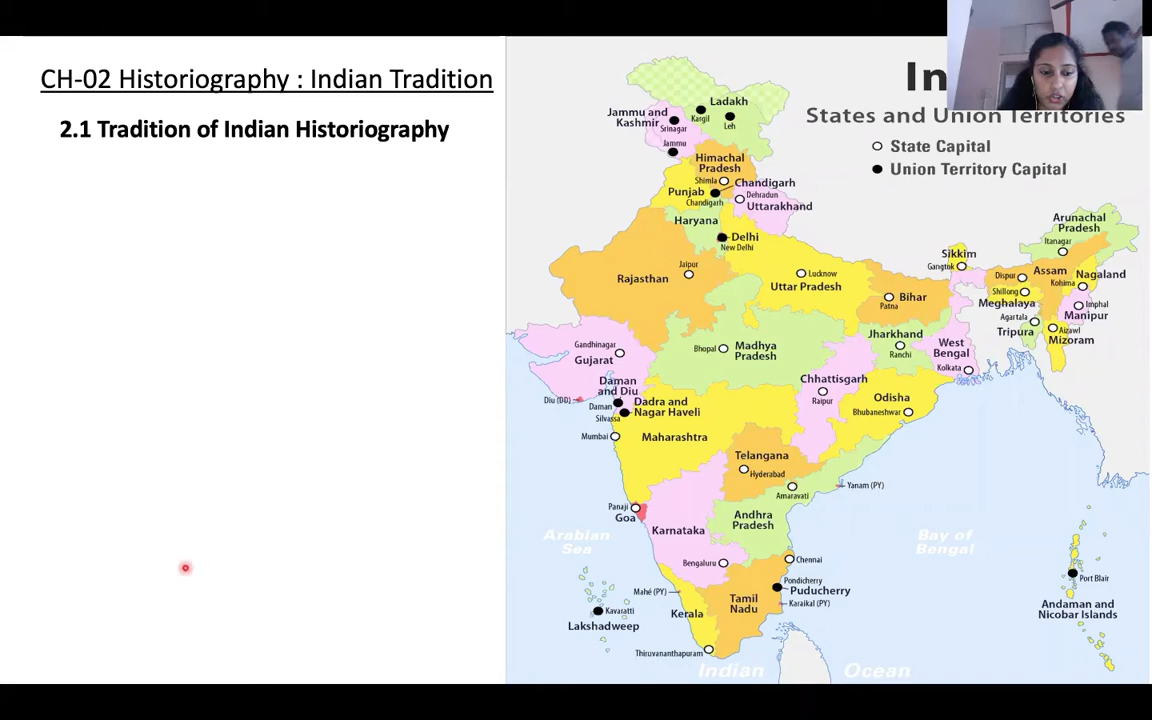 CH-02 Historiography : Indian Tradition
2.1 Tradition of Indian Historiography
In
States and Union Territories
State Capital
Union Territory Capital
Ladakh
Kargil
Leh
Jammu and
Kashmir
Srinagar
Jammu
Himachal
Pradesh
Shimla
Punjab
Chandigarh
Chandigarh
Dehradun
Uttarakhand
Haryana
Delhi
New Delhi
Arunachal
Pradesh
Itanagar
Sikkim
Gangtok
Dispur
Assam
Nagaland
Kohima
Shillong
Meghalaya
Imphal
Manipur
Agartala
Tripura
Aizawl
Mizoram
Rajasthan
Jaipur
Lucknow
Uttar Pradesh
Bihar
Patna
Gandhinagar
Gujarat
Bhopal
Madhya
Pradesh
Jharkhand
Ranchi
West
Bengal
Kolkata
Chhattisgarh
Raipur
Odisha
Bhubaneshwar
Daman
and Diu
Diu (DD)
Daman
Silvassa
Dadra and
Nagar Haveli
Mumbai
Maharashtra
Telangana
Hyderabad
Amaravati
Yanam (PY)
Panaji
Goa
Karnataka
Andhra
Pradesh
Arabian
Sea
Bay of
Bengal
Bengaluru
Chennai
Mahé (PY)
Pondicherry
Puducherry
Karaikal (PY)
Tamil
Nadu
Kerala
Kavaratti
Lakshadweep
Port Blair
Andaman and
Nicobar Islands
Thiruvananthapuram
Indian Ocean